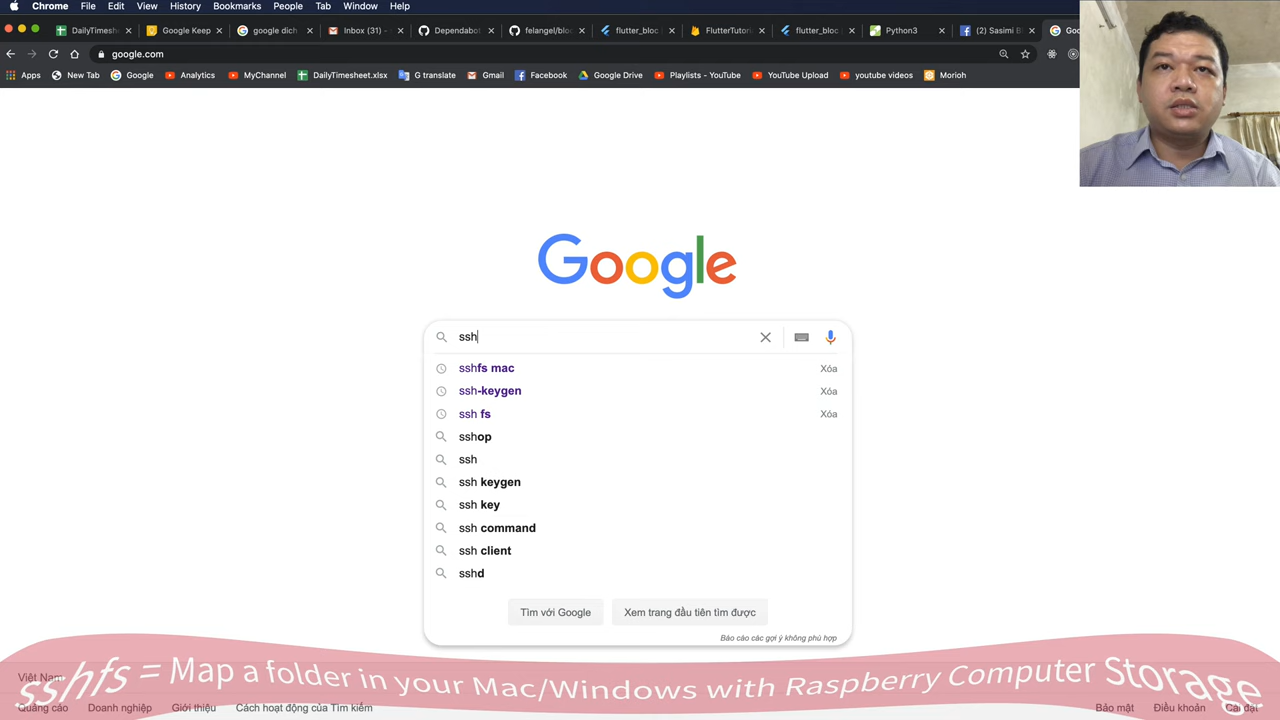 Chrome File Edit View History Bookmarks People Tab Window Help
DailyTimeshe Google Keep google dich Inbox (31) - Dependabot felangel/bloc flutter_bloc FlutterTutori flutter_bloc Python3 (2) Sasimi B Goo
google.com
Apps New Tab Google Analytics MyChannel DailyTimesheet.xlsx G translate Gmail Facebook Google Drive Playlists - YouTube YouTube Upload youtube videos Morioh
Google
ssh
sshfs mac Xóa
ssh-keygen Xóa
ssh fs Xóa
sshop
ssh
ssh keygen
ssh key
ssh command
ssh client
sshd
Tìm với Google Xem trang đầu tiên tìm được
Báo cáo các gợi ý không phù hợp
Việt Nam
sshfs = Map a folder in your Mac/Windows with Raspberry Computer Storage
Quảng cáo Doanh nghiệp Giới thiệu Cách hoạt động của Tìm kiếm Bảo mật Điều khoản Cài đặt